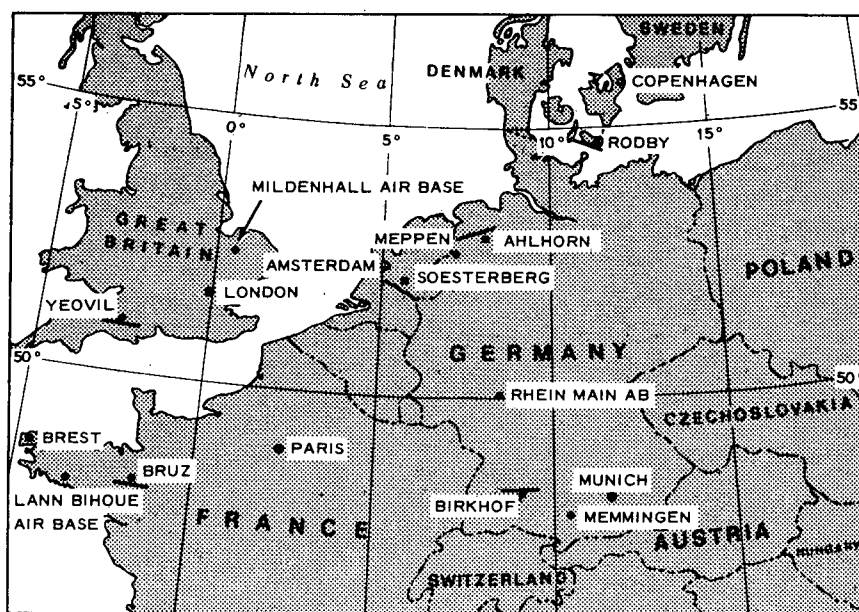 SWEDEN
North Sea
DENMARK
COPENHAGEN
55°
55
5°
0°
5°
10°
15°
RODBY
MILDENHALL AIR BASE
GREAT
BRITAIN
MEPPEN
AHLHORN
AMSTERDAM
SOESTERBERG
POLAND
LONDON
YEOVIL
GERMANY
50°
50°
RHEIN MAIN AB
CZECHOSLOVAKIA
BREST
PARIS
BRUZ
MUNICH
LANN BIHOUE
AIR BASE
BIRKHOF
MEMMINGEN
FRANCE
AUSTRIA
HUNGARY
SWITZERLAND